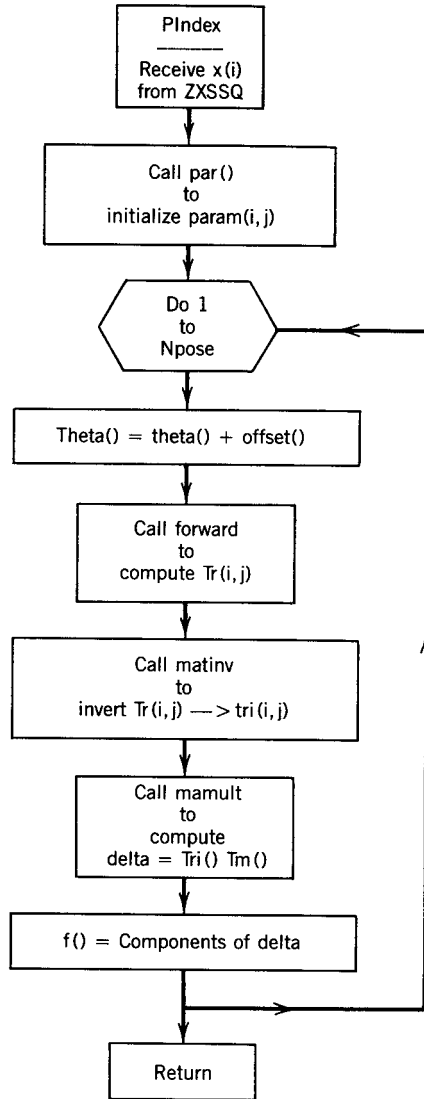 PIndex
Receive x(i)
from ZXSSQ
Call par()
to
initialize param(i,j)
Do 1
to
Npose
Theta() = theta() + offset()
Call forward
to
compute Tr(i,j)
Call matinv
to
invert Tr(i,j) —> tri(i,j)
Call mamult
to
compute
delta = Tri() Tm()
f() = Components of delta
Return